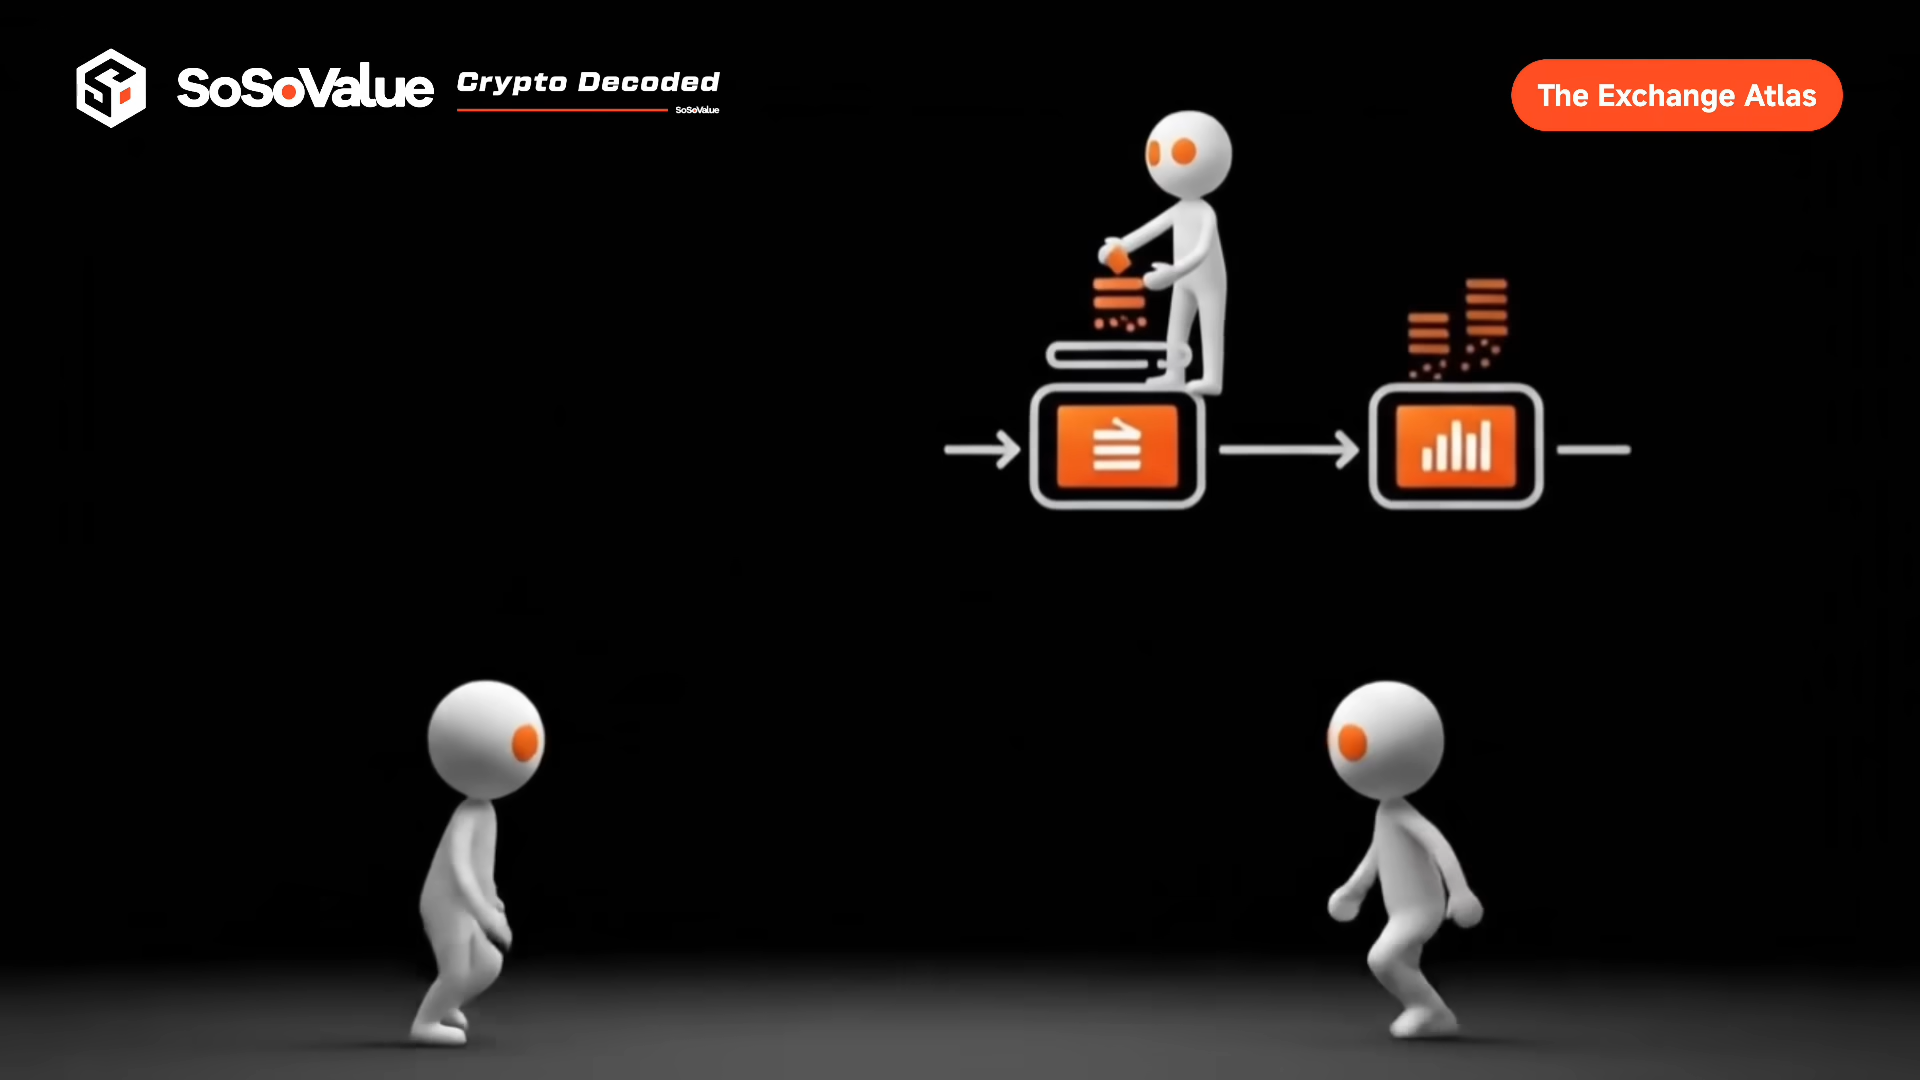 SoSoValue
Crypto Decoded
SoSoValue
The Exchange Atlas